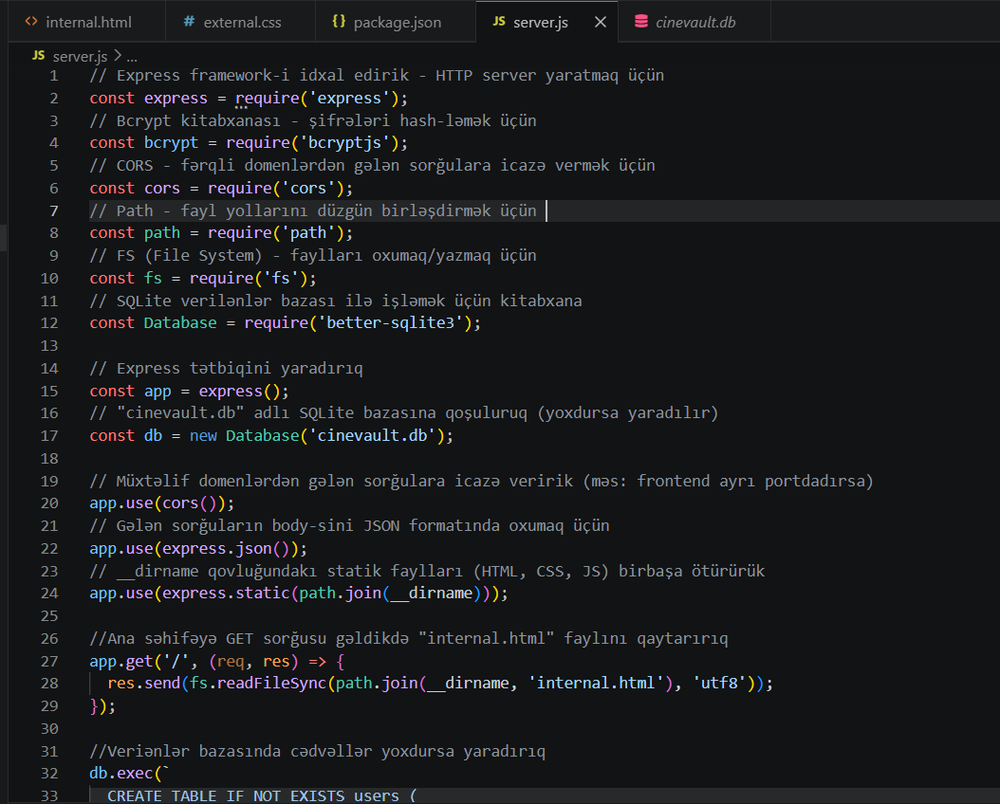 <> internal.html # external.css {} package.json JS server.js × cinevault.db
JS server.js > ...
1 // Express framework-i idxal edirik - HTTP server yaratmaq üçün
2 const express = require('express');
3 // Bcrypt kitabxanası - şifrələri hash-ləmək üçün
4 const bcrypt = require('bcryptjs');
5 // CORS - fərqli domenlərdən gələn sorğulara icazə vermək üçün
6 const cors = require('cors');
7 // Path - fayl yollarını düzgün birləşdirmək üçün
8 const path = require('path');
9 // FS (File System) - faylları oxumaq/yazmaq üçün
10 const fs = require('fs');
11 // SQLite verilənlər bazası ilə işləmək üçün kitabxana
12 const Database = require('better-sqlite3');
13
14 // Express tətbiqini yaradırıq
15 const app = express();
16 // "cinevault.db" adlı SQLite bazasına qoşuluruq (yoxdursa yaradılır)
17 const db = new Database('cinevault.db');
18
19 // Müxtəlif domenlərdən gələn sorğulara icazə veririk (məs: frontend ayrı portdadırsa)
20 app.use(cors());
21 // Gələn sorğuların body-sini JSON formatında oxumaq üçün
22 app.use(express.json());
23 // __dirname qovluğundakı statik faylları (HTML, CSS, JS) birbaşa ötürürük
24 app.use(express.static(path.join(__dirname)));
25
26 //Ana səhifəyə GET sorğusu gəldikdə "internal.html" faylını qaytarırıq
27 app.get('/', (req, res) => {
28 res.send(fs.readFileSync(path.join(__dirname, 'internal.html'), 'utf8'));
29 });
30
31 //Veriənlər bazasında cədvəllər yoxdursa yaradırıq
32 db.exec(`
33 CREATE TABLE IF NOT EXISTS users (